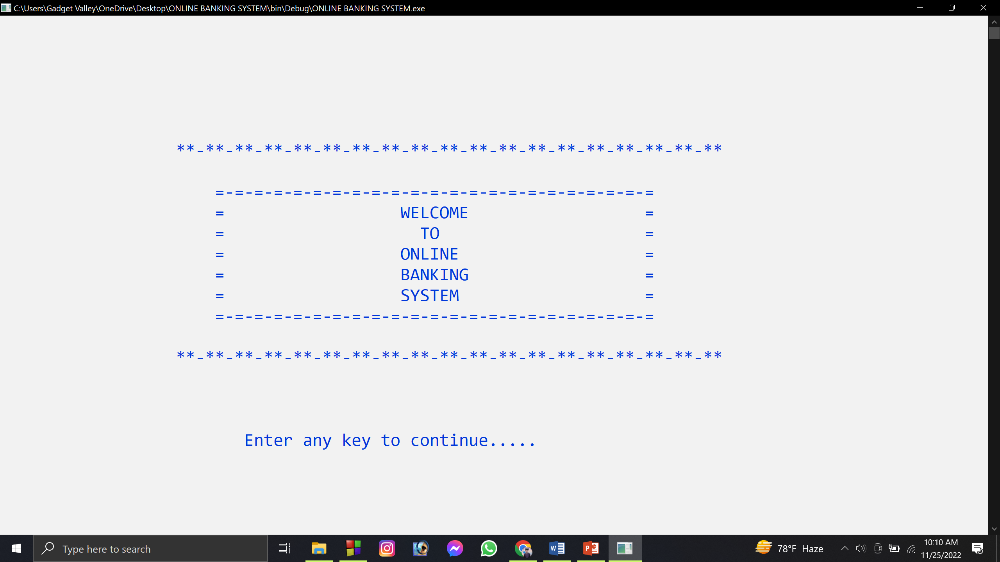 C:\Users\Gadget Valley\OneDrive\Desktop\ONLINE BANKING SYSTEM\bin\Debug\ONLINE BANKING SYSTEM.exe
**-**-**-**-**-**-**-**-**-**-**-**-**-**-**-**-**-**-**
=-=-=-=-=-=-=-=-=-=-=-=-=-=-=-=-=-=-=-=-=-=-=
= WELCOME =
= TO =
= ONLINE =
= BANKING =
= SYSTEM =
=-=-=-=-=-=-=-=-=-=-=-=-=-=-=-=-=-=-=-=-=-=-=
**-**-**-**-**-**-**-**-**-**-**-**-**-**-**-**-**-**-**
Enter any key to continue.....
Type here to search
78°F Haze
10:10 AM
11/25/2022